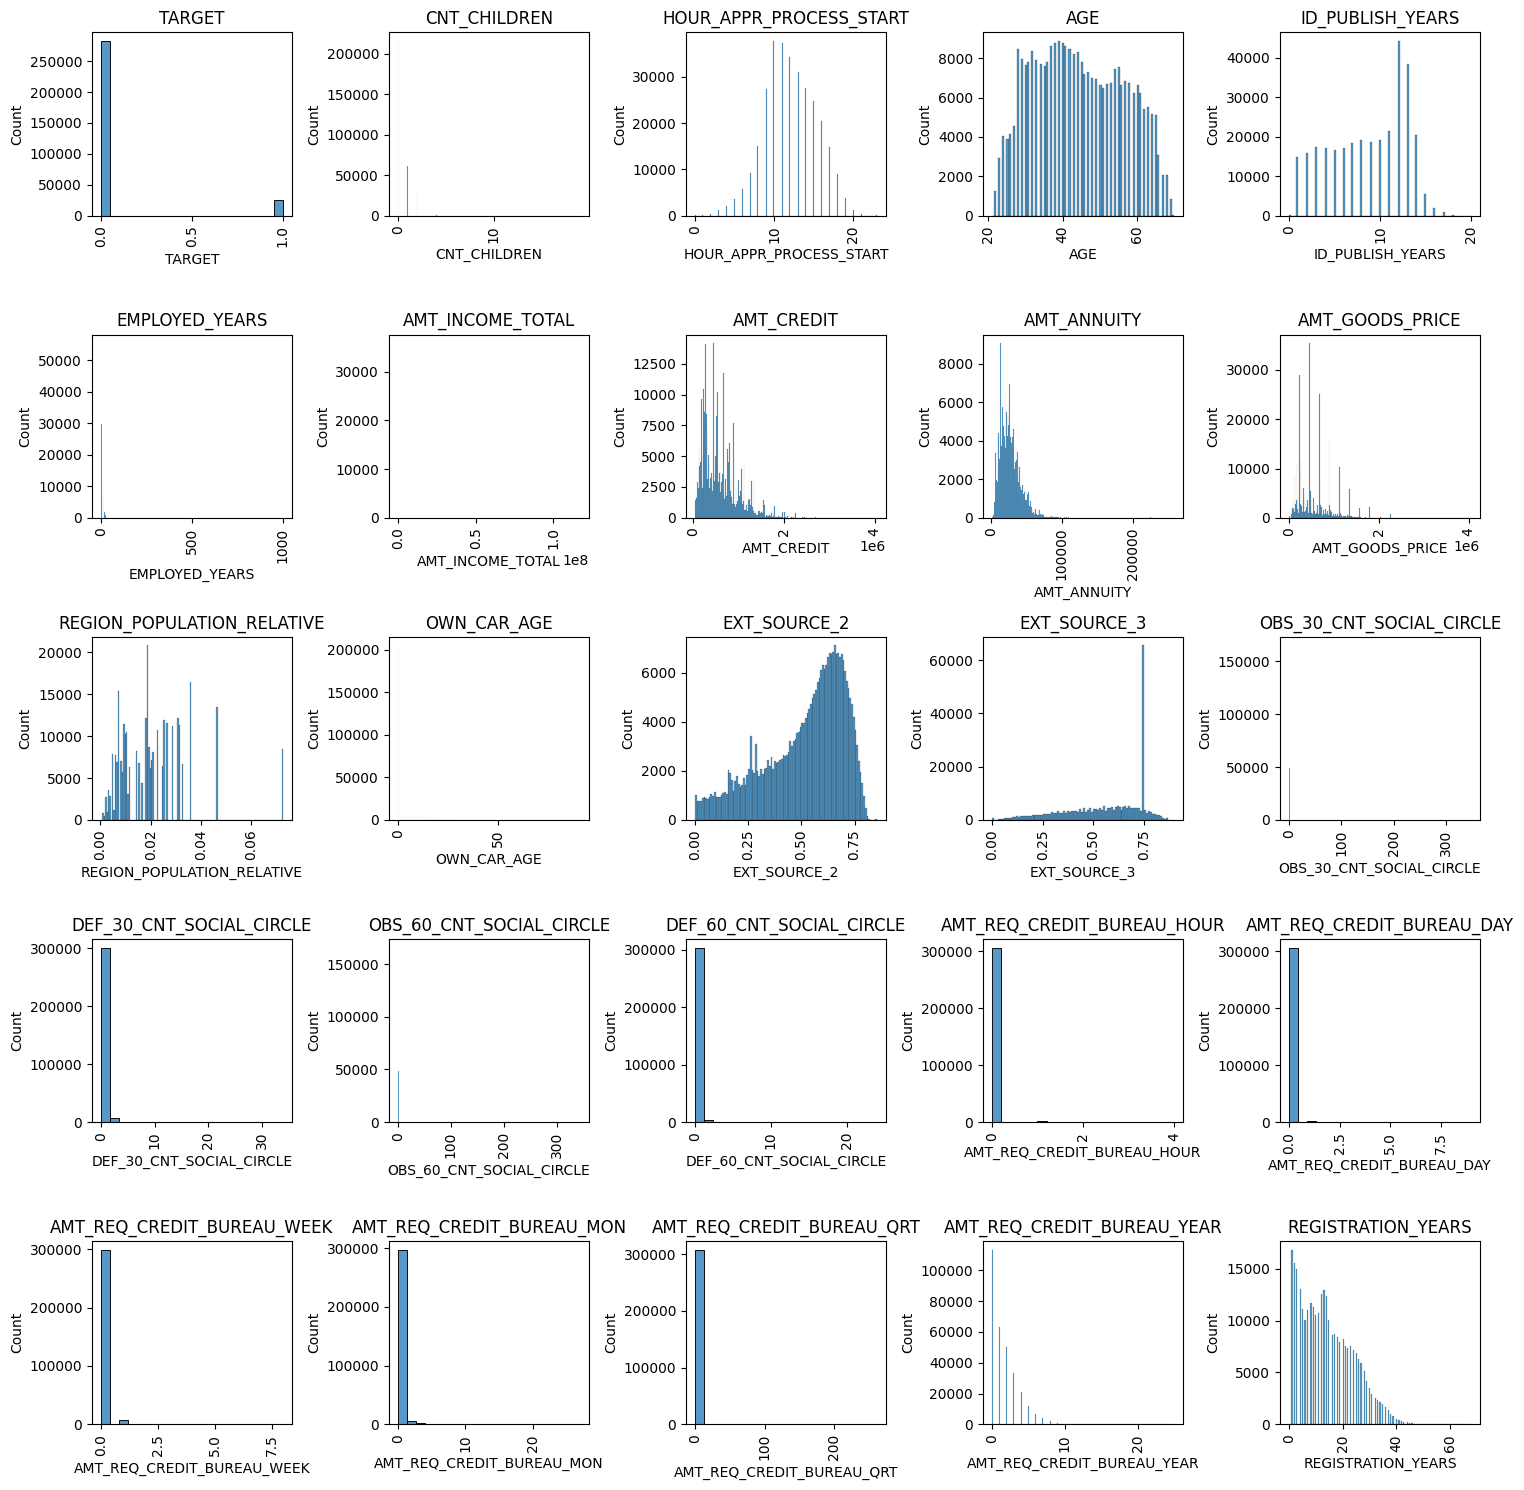 TARGET CNT_CHILDREN HOUR_APPR_PROCESS_START AGE ID_PUBLISH_YEARS
Count
300000
250000
200000
150000
100000
50000
0
0.0 0.5 1.0
TARGET
Count
200000
175000
150000
125000
100000
75000
50000
25000
0
0 10
CNT_CHILDREN
Count
30000
20000
10000
0
0 10 20
HOUR_APPR_PROCESS_START
Count
8000
6000
4000
2000
0
20 40 60
AGE
Count
40000
30000
20000
10000
0
0 10 20
ID_PUBLISH_YEARS
EMPLOYED_YEARS AMT_INCOME_TOTAL AMT_CREDIT AMT_ANNUITY AMT_GOODS_PRICE
Count
50000
40000
30000
20000
10000
0
0 500 1000
EMPLOYED_YEARS
Count
30000
20000
10000
0
0.0 0.5 1.0
1e8
AMT_INCOME_TOTAL
Count
12500
10000
7500
5000
2500
0
0 2 4
1e6
AMT_CREDIT
Count
8000
6000
4000
2000
0
0 100000 200000
AMT_ANNUITY
Count
30000
20000
10000
0
0 2 4
1e6
AMT_GOODS_PRICE
REGION_POPULATION_RELATIVE OWN_CAR_AGE EXT_SOURCE_2 EXT_SOURCE_3 OBS_30_CNT_SOCIAL_CIRCLE
Count
20000
15000
10000
5000
0
0.00 0.02 0.04 0.06
REGION_POPULATION_RELATIVE
Count
200000
150000
100000
50000
0
0 50
OWN_CAR_AGE
Count
6000
4000
2000
0
0.00 0.25 0.50 0.75
EXT_SOURCE_2
Count
60000
40000
20000
0
0.00 0.25 0.50 0.75
EXT_SOURCE_3
Count
150000
100000
50000
0
0 100 200 300
OBS_30_CNT_SOCIAL_CIRCLE
DEF_30_CNT_SOCIAL_CIRCLE OBS_60_CNT_SOCIAL_CIRCLE DEF_60_CNT_SOCIAL_CIRCLE AMT_REQ_CREDIT_BUREAU_HOUR AMT_REQ_CREDIT_BUREAU_DAY
Count
300000
200000
100000
0
0 10 20 30
DEF_30_CNT_SOCIAL_CIRCLE
Count
150000
100000
50000
0
0 100 200 300
OBS_60_CNT_SOCIAL_CIRCLE
Count
300000
200000
100000
0
0 10 20
DEF_60_CNT_SOCIAL_CIRCLE
Count
300000
200000
100000
0
0 2 4
AMT_REQ_CREDIT_BUREAU_HOUR
Count
300000
200000
100000
0
0.0 2.5 5.0 7.5
AMT_REQ_CREDIT_BUREAU_DAY
AMT_REQ_CREDIT_BUREAU_WEEK AMT_REQ_CREDIT_BUREAU_MON AMT_REQ_CREDIT_BUREAU_QRT AMT_REQ_CREDIT_BUREAU_YEAR REGISTRATION_YEARS
Count
300000
200000
100000
0
0.0 2.5 5.0 7.5
AMT_REQ_CREDIT_BUREAU_WEEK
Count
300000
200000
100000
0
0 10 20
AMT_REQ_CREDIT_BUREAU_MON
Count
300000
200000
100000
0
0 100 200
AMT_REQ_CREDIT_BUREAU_QRT
Count
100000
80000
60000
40000
20000
0
0 10 20
AMT_REQ_CREDIT_BUREAU_YEAR
Count
15000
10000
5000
0
0 20 40 60
REGISTRATION_YEARS